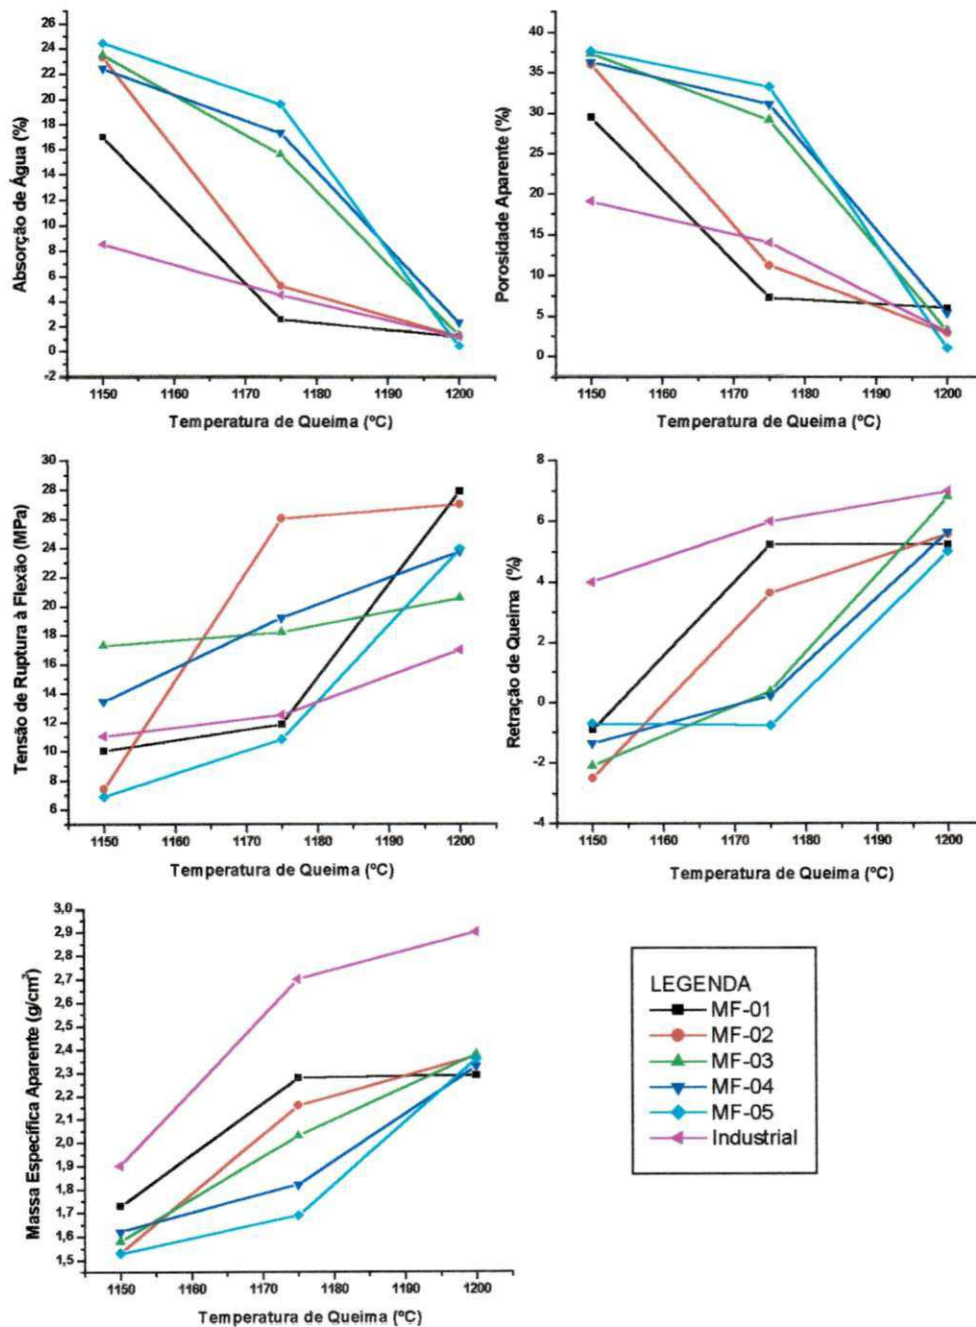 Absorção de Água (%)
26
24
22
20
18
16
14
12
10
8
6
4
2
0
-2
1150 1160 1170 1180 1190 1200
Temperatura de Queima (ºC)
Porosidade Aparente (%)
40
35
30
25
20
15
10
5
0
1150 1160 1170 1180 1190 1200
Temperatura de Queima (ºC)
Tensão de Ruptura à Flexão (MPa)
30
28
26
24
22
20
18
16
14
12
10
8
6
1150 1160 1170 1180 1190 1200
Temperatura de Queima (ºC)
Retração de Queima (%)
8
6
4
2
0
-2
-4
1150 1160 1170 1180 1190 1200
Temperatura de Queima (ºC)
Massa Específica Aparente (g/cm³)
3,0
2,9
2,8
2,7
2,6
2,5
2,4
2,3
2,2
2,1
2,0
1,9
1,8
1,7
1,6
1,5
1150 1160 1170 1180 1190 1200
Temperatura de Queima (ºC)
LEGENDA
MF-01
MF-02
MF-03
MF-04
MF-05
Industrial